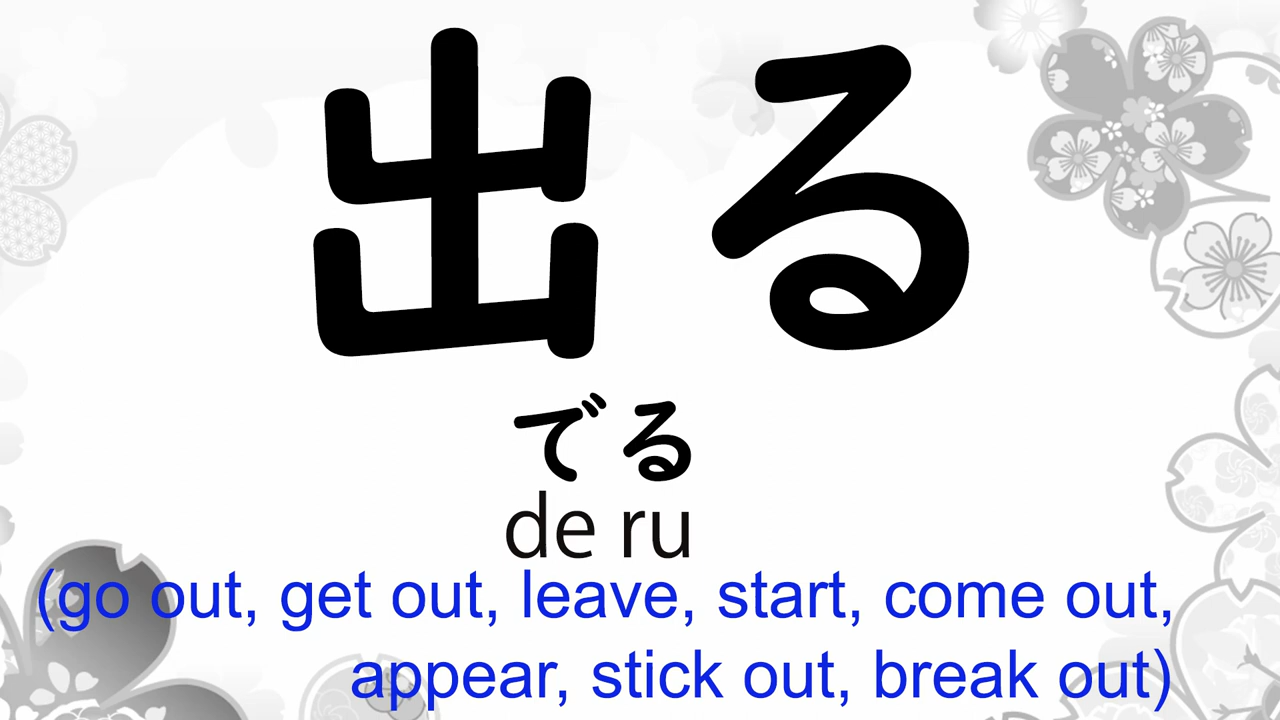 出る
でる
de ru
(go out, get out, leave, start, come out,
appear, stick out, break out)